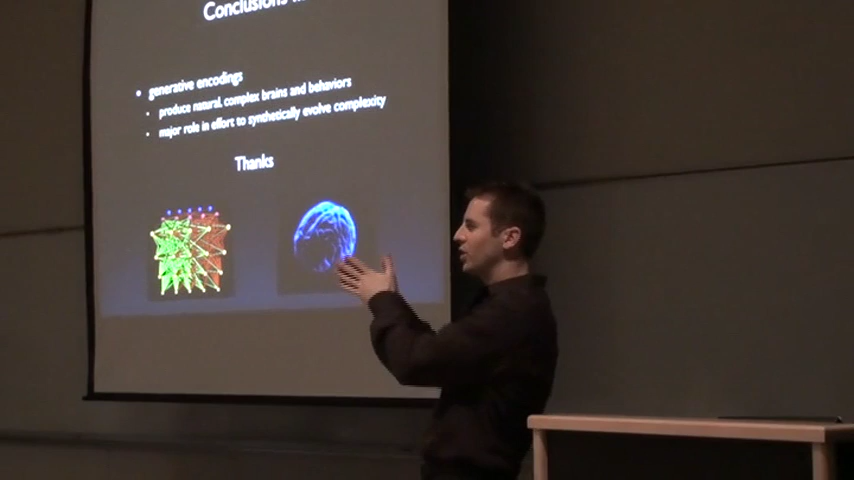 Conclusions
• generative encodings
• produce natural, complex brains and behaviors
• major role in effort to synthetically evolve complexity
Thanks